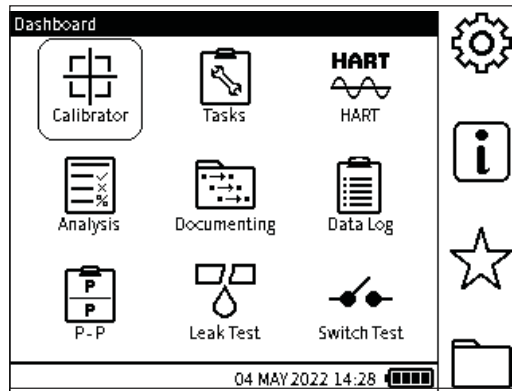 Dashboard
HART
Calibrator Tasks HART
Analysis Documenting Data Log
P
P
P-P Leak Test Switch Test
04 MAY 2022 14:28